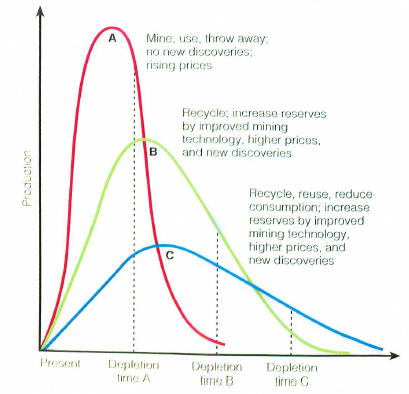 A
Mine, use, throw away;
no new discoveries;
rising prices
Recycle; increase reserves
by improved mining
technology, higher prices,
and new discoveries
B
Recycle, reuse, reduce
consumption; increase
reserves by improved
mining technology,
higher prices, and
new discoveries
C
Production
Present
Depletion
time A
Depletion
time B
Depletion
time C